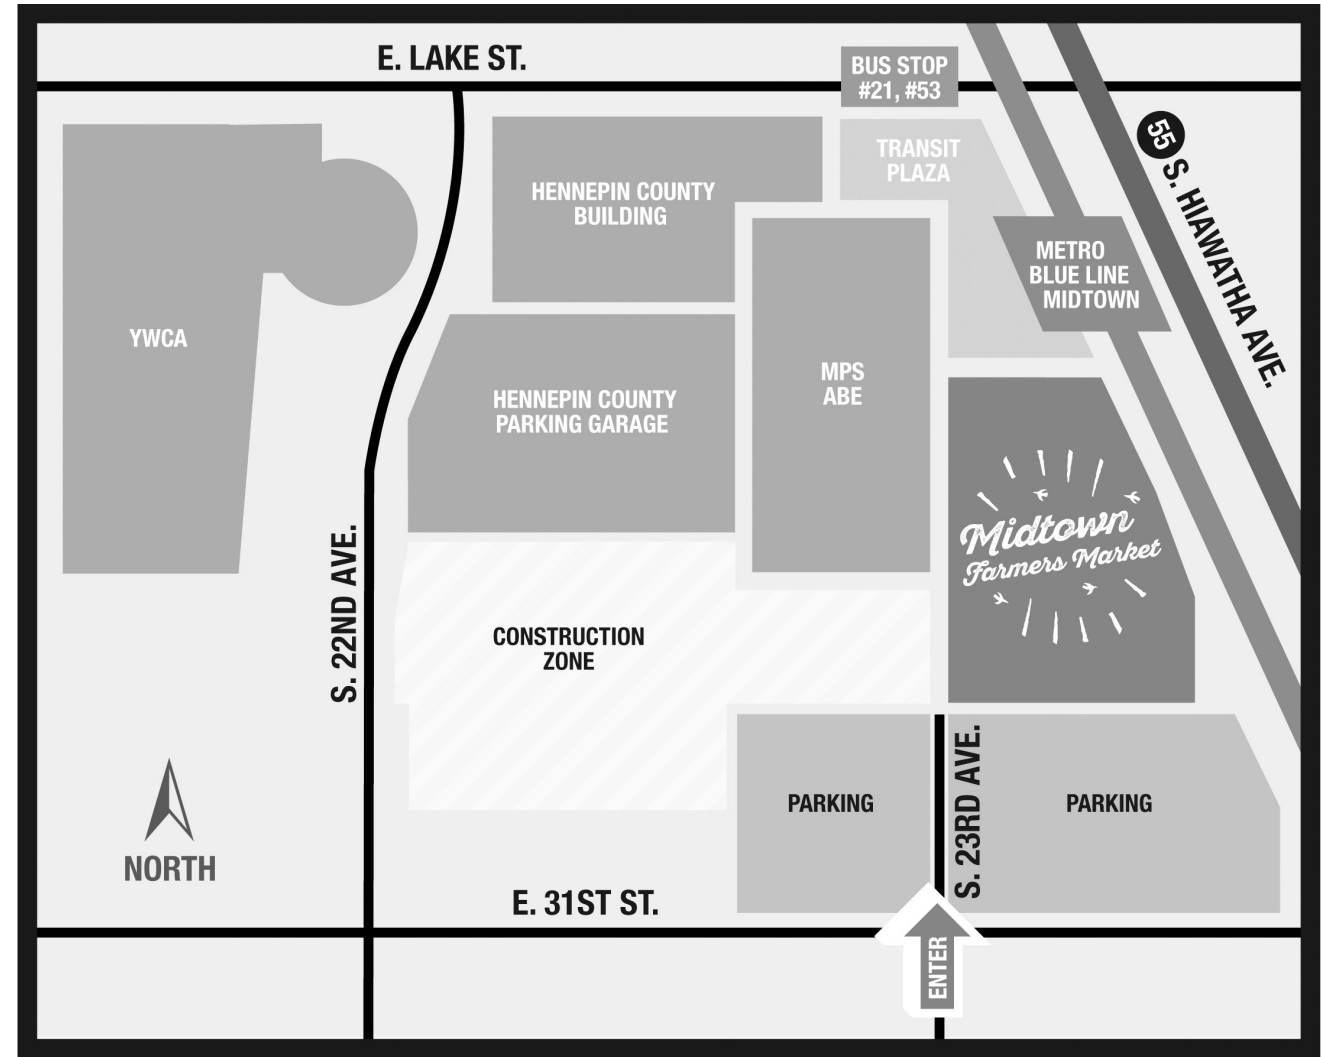 E. LAKE ST.
BUS STOP
#21, #53
55
S. HIAWATHA AVE.
TRANSIT
PLAZA
HENNEPIN COUNTY
BUILDING
METRO
BLUE LINE
MIDTOWN
YWCA
MPS
ABE
HENNEPIN COUNTY
PARKING GARAGE
Midtown
Farmers Market
S. 22ND AVE.
CONSTRUCTION
ZONE
PARKING
S. 23RD AVE.
PARKING
NORTH
E. 31ST ST.
ENTER